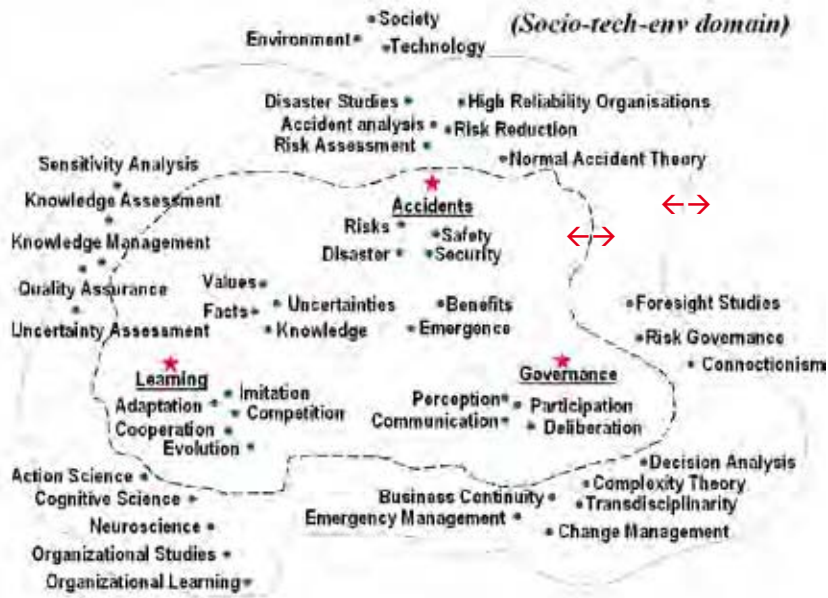 Society
(Socio-tech-env domain)
Environment
Technology
Disaster Studies
High Reliability Organisations
Accident analysis
Risk Reduction
Risk Assessment
Normal Accident Theory
Sensitivity Analysis
Knowledge Assessment
Accidents
Risks
Safety
Knowledge Management
Disaster
Security
Values
Quality Assurance
Uncertainties
Benefits
Foresight Studies
Facts
Knowledge
Emergence
Uncertainty Assessment
Risk Governance
Connectionism
Learning
Governance
Imitation
Adaptation
Competition
Perception
Participation
Cooperation
Communication
Deliberation
Evolution
Decision Analysis
Action Science
Complexity Theory
Cognitive Science
Business Continuity
Transdisciplinarity
Neuroscience
Emergency Management
Change Management
Organizational Studies
Organizational Learning